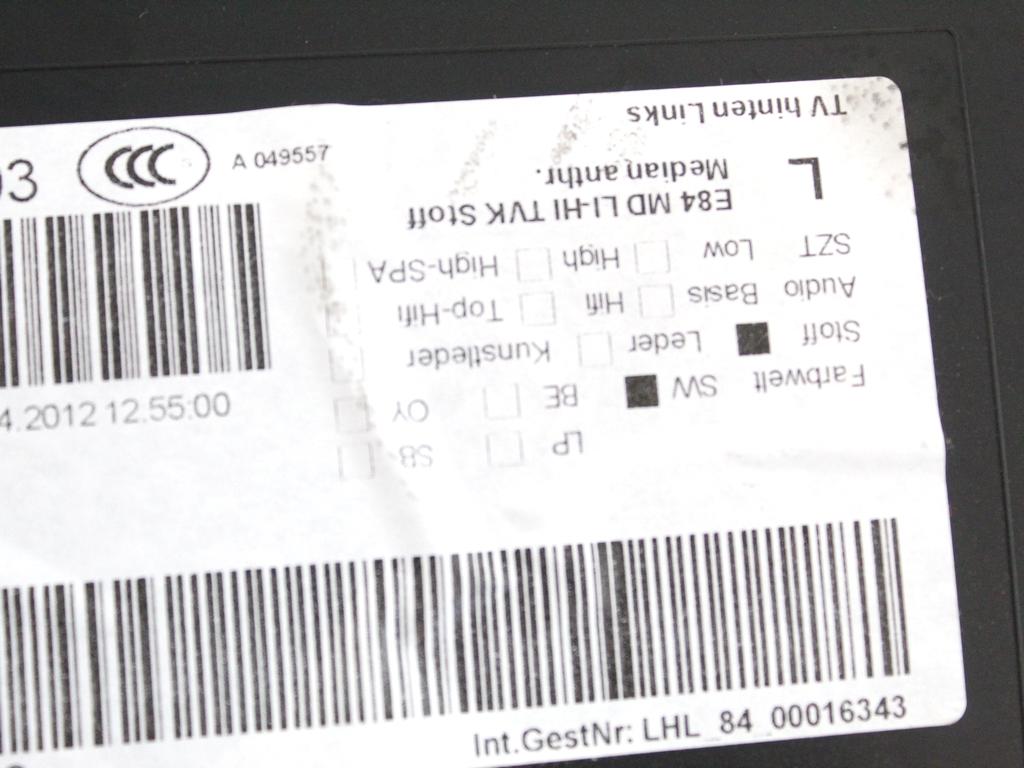 3
CCC
A 049557
4.2012 12.55:00
Int.GestNr: LHL_84_00016343
LP SB
Farbwelt SW BE OY
Stoff Leder Kunstleder
Audio Basis Hifi Top-Hifi
SZT Low High High-SPA
E84 MD LI-HI TVK Stoff
L Median anthr.
TV hinten Links